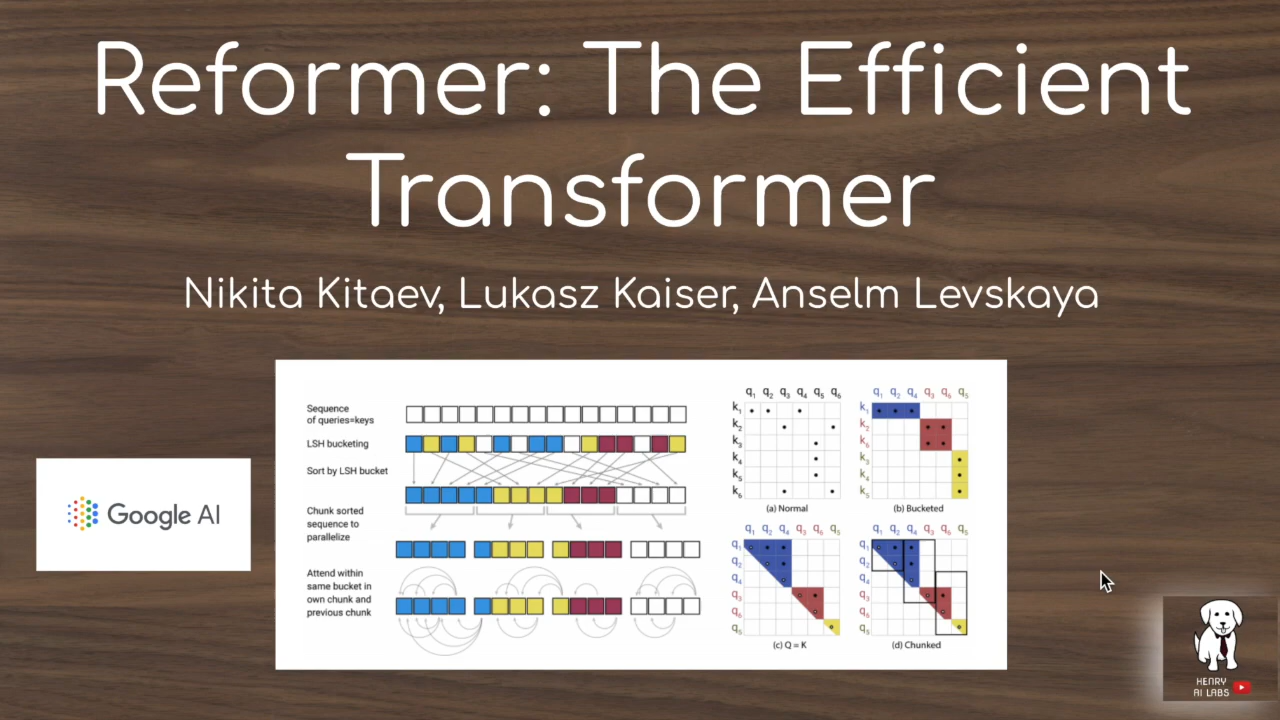 Reformer: The Efficient
Transformer
Nikita Kitaev, Lukasz Kaiser, Anselm Levskaya
Google AI
Sequence
of queries=keys
LSH bucketing
Sort by LSH bucket
Chunk sorted
sequence to
parallelize
Attend within
same bucket in
own chunk and
previous chunk
q₁ q₂ q₃ q₄ q₅ q₆
k₁
k₂
k₃
k₄
k₅
k₆
(a) Normal
q₁ q₂ q₄ q₃ q₆ q₅
k₁
k₂
k₆
k₃
k₄
k₅
(b) Bucketed
q₁ q₂ q₄ q₃ q₆ q₅
q₁
q₂
q₄
q₃
q₆
q₅
(c) Q = K
q₁ q₂ q₄ q₃ q₆ q₅
q₁
q₂
q₄
q₃
q₆
q₅
(d) Chunked
HENRY
AI LABS